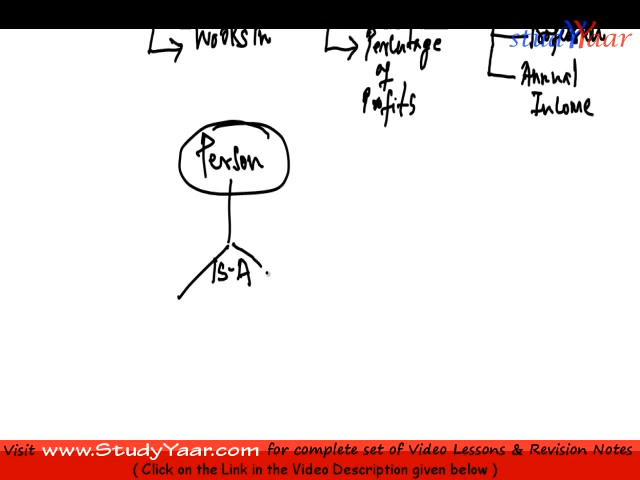 Works In
Percentage
of
Profits
Annual
Income
studyYaar
Person
IS-A
Visit www.StudyYaar.com for complete set of Video Lessons & Revision Notes
( Click on the Link in the Video Description given below )